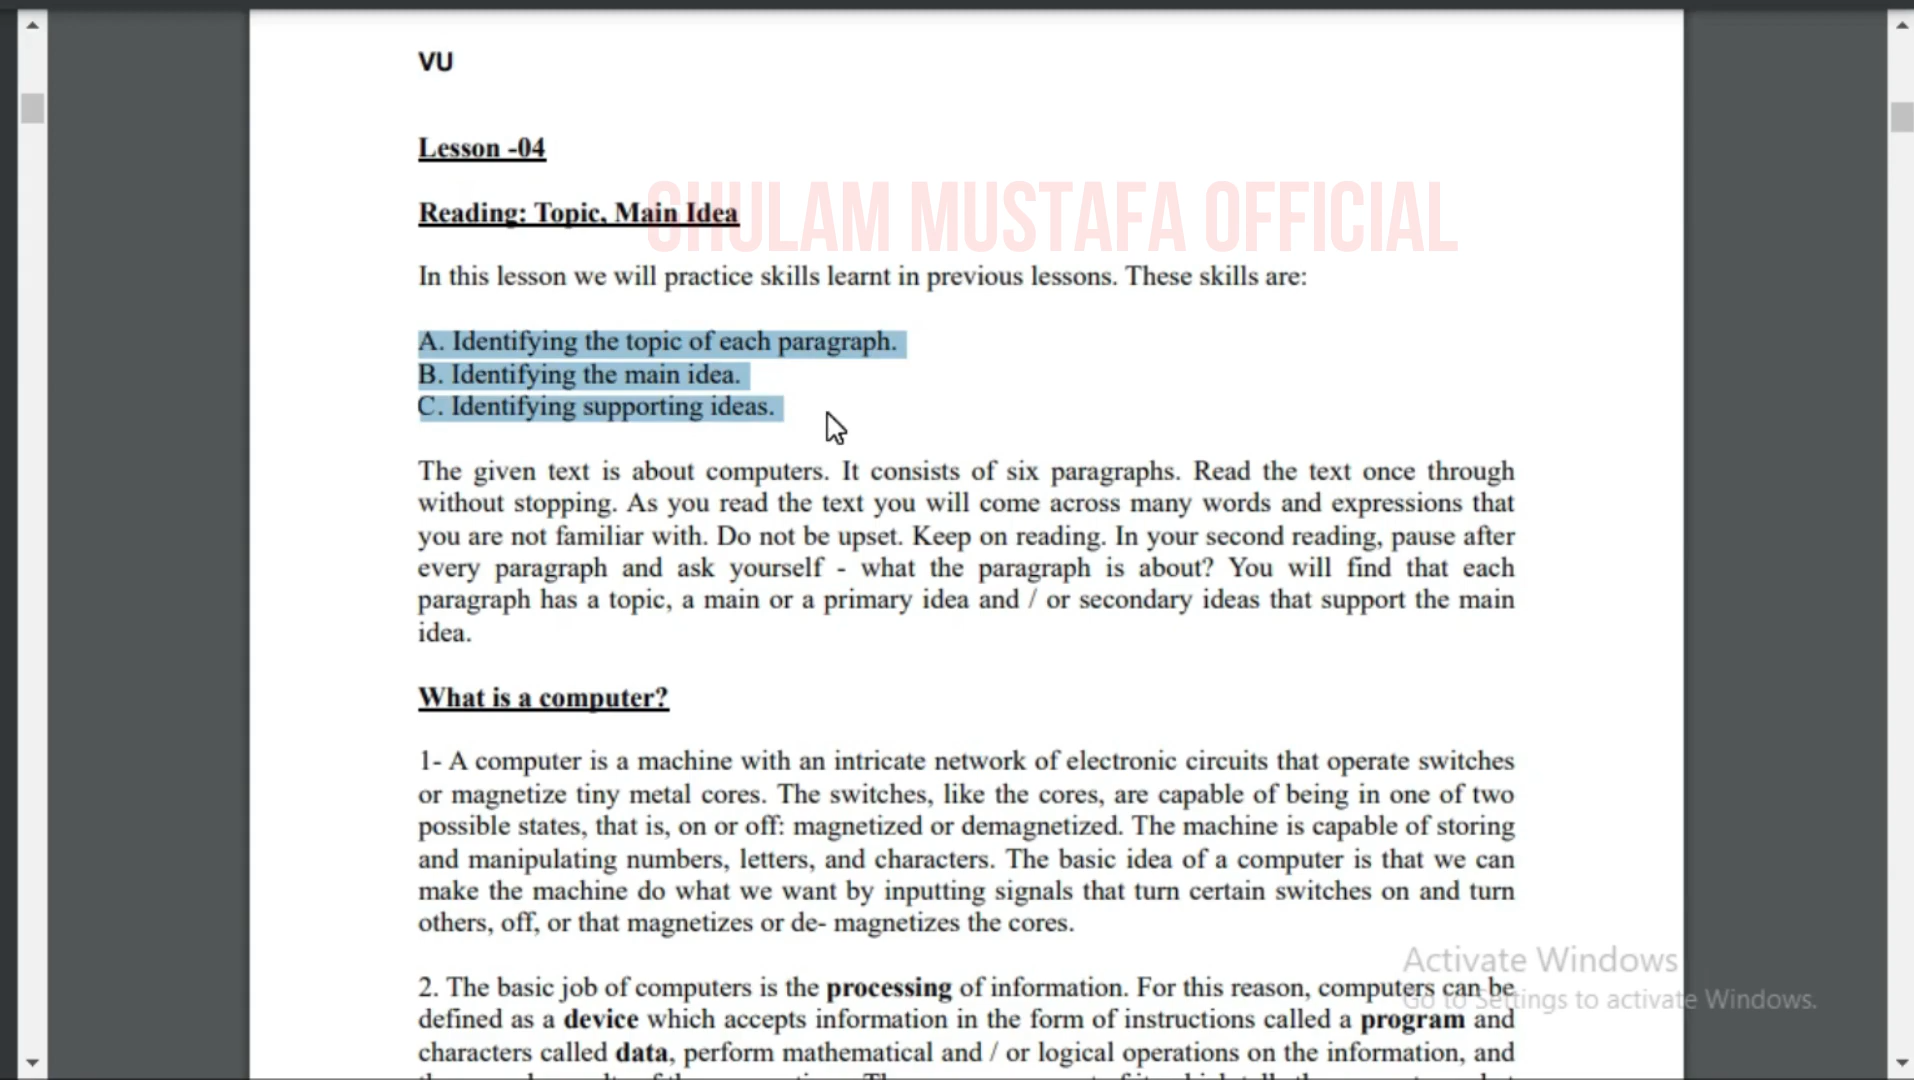 VU
Lesson -04
Reading: Topic, Main Idea
GHULAM MUSTAFA OFFICIAL
In this lesson we will practice skills learnt in previous lessons. These skills are:
A. Identifying the topic of each paragraph.
B. Identifying the main idea.
C. Identifying supporting ideas.
The given text is about computers. It consists of six paragraphs. Read the text once through
without stopping. As you read the text you will come across many words and expressions that
you are not familiar with. Do not be upset. Keep on reading. In your second reading, pause after
every paragraph and ask yourself - what the paragraph is about? You will find that each
paragraph has a topic, a main or a primary idea and / or secondary ideas that support the main
idea.
What is a computer?
1- A computer is a machine with an intricate network of electronic circuits that operate switches
or magnetize tiny metal cores. The switches, like the cores, are capable of being in one of two
possible states, that is, on or off: magnetized or demagnetized. The machine is capable of storing
and manipulating numbers, letters, and characters. The basic idea of a computer is that we can
make the machine do what we want by inputting signals that turn certain switches on and turn
others, off, or that magnetizes or de- magnetizes the cores.
2. The basic job of computers is the processing of information. For this reason, computers can be
defined as a device which accepts information in the form of instructions called a program and
characters called data, perform mathematical and / or logical operations on the information, and
Activate Windows
Go to Settings to activate Windows.